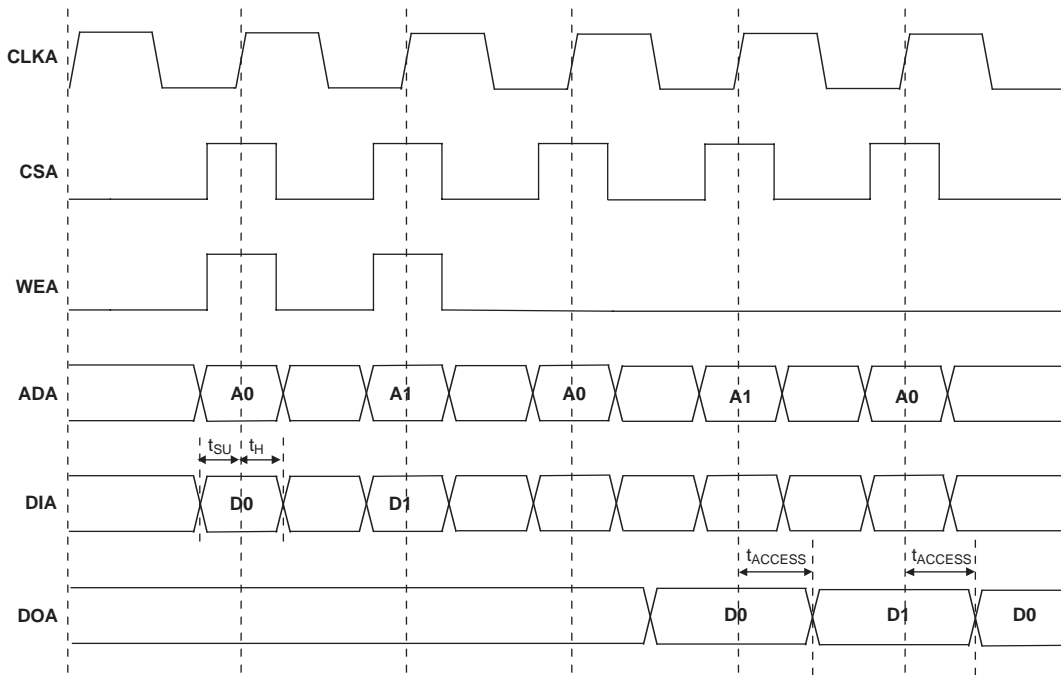 CLKA
CSA
WEA
ADA A0 A1 A0 A1 A0
tSU tH
DIA D0 D1
tACCESS tACCESS
DOA D0 D1 D0